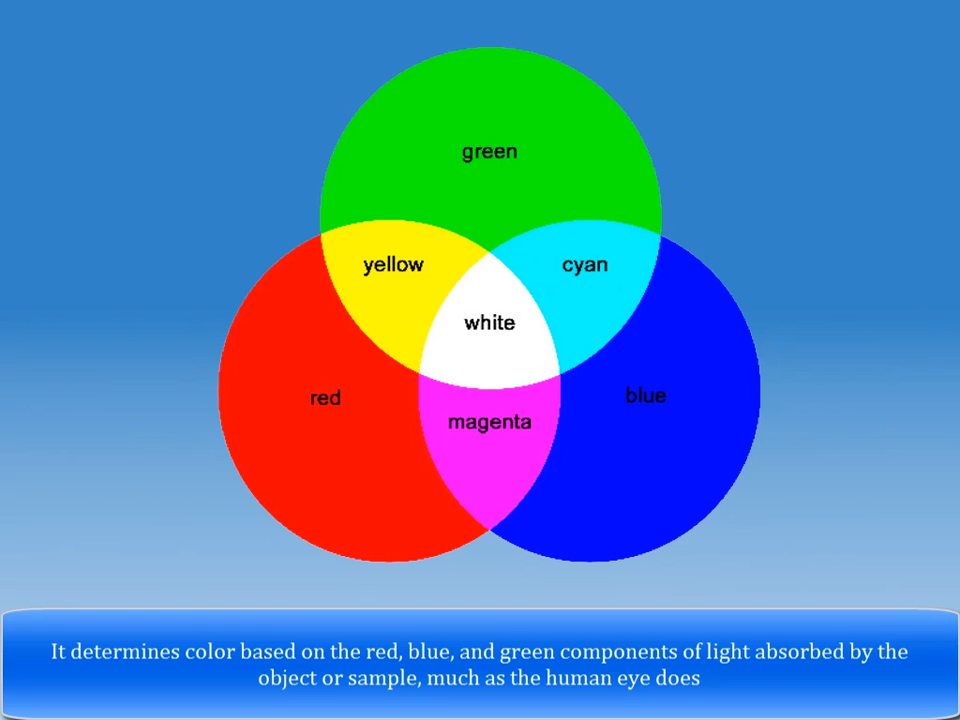 green
yellow
cyan
white
red
blue
magenta
It determines color based on the red, blue, and green components of light absorbed by the
object or sample, much as the human eye does